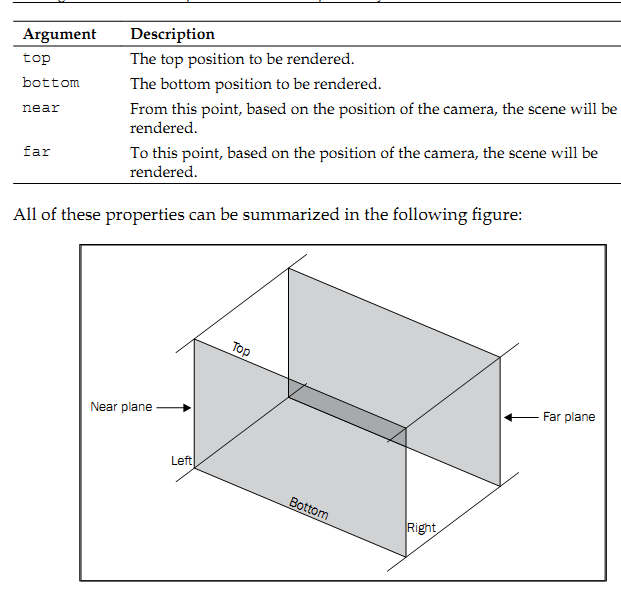 Argument Description
top The top position to be rendered.
bottom The bottom position to be rendered.
near From this point, based on the position of the camera, the scene will be
rendered.
far To this point, based on the position of the camera, the scene will be
rendered.
All of these properties can be summarized in the following figure:
Top
Near plane
Far plane
Left
Bottom
Right